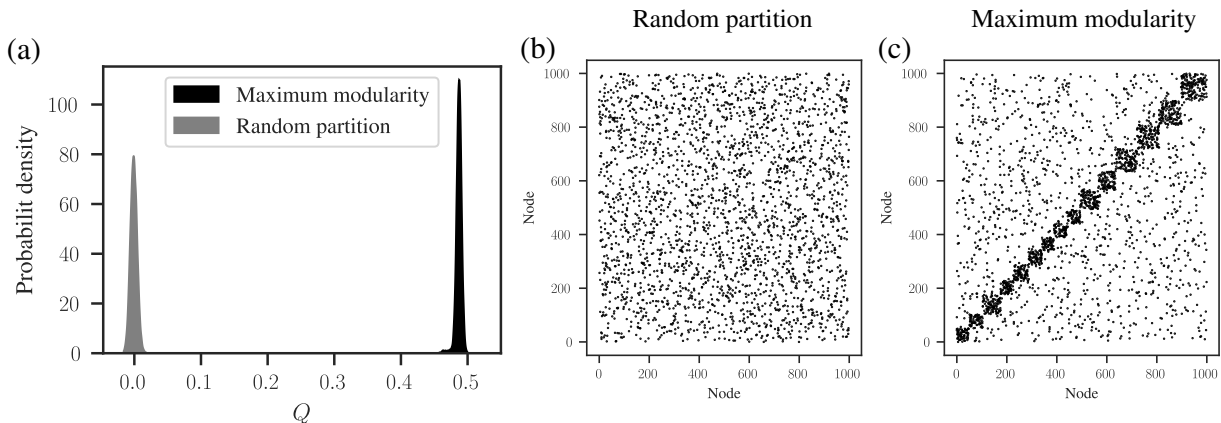 Random partition
Maximum modularity
(a)
(b)
(c)
Maximum modularity
Random partition
Probabilit density
100
80
60
40
20
0
0.0 0.1 0.2 0.3 0.4 0.5
Q
Node
1000
800
600
400
200
0
0 200 400 600 800 1000
Node
Node
1000
800
600
400
200
0
0 200 400 600 800 1000
Node